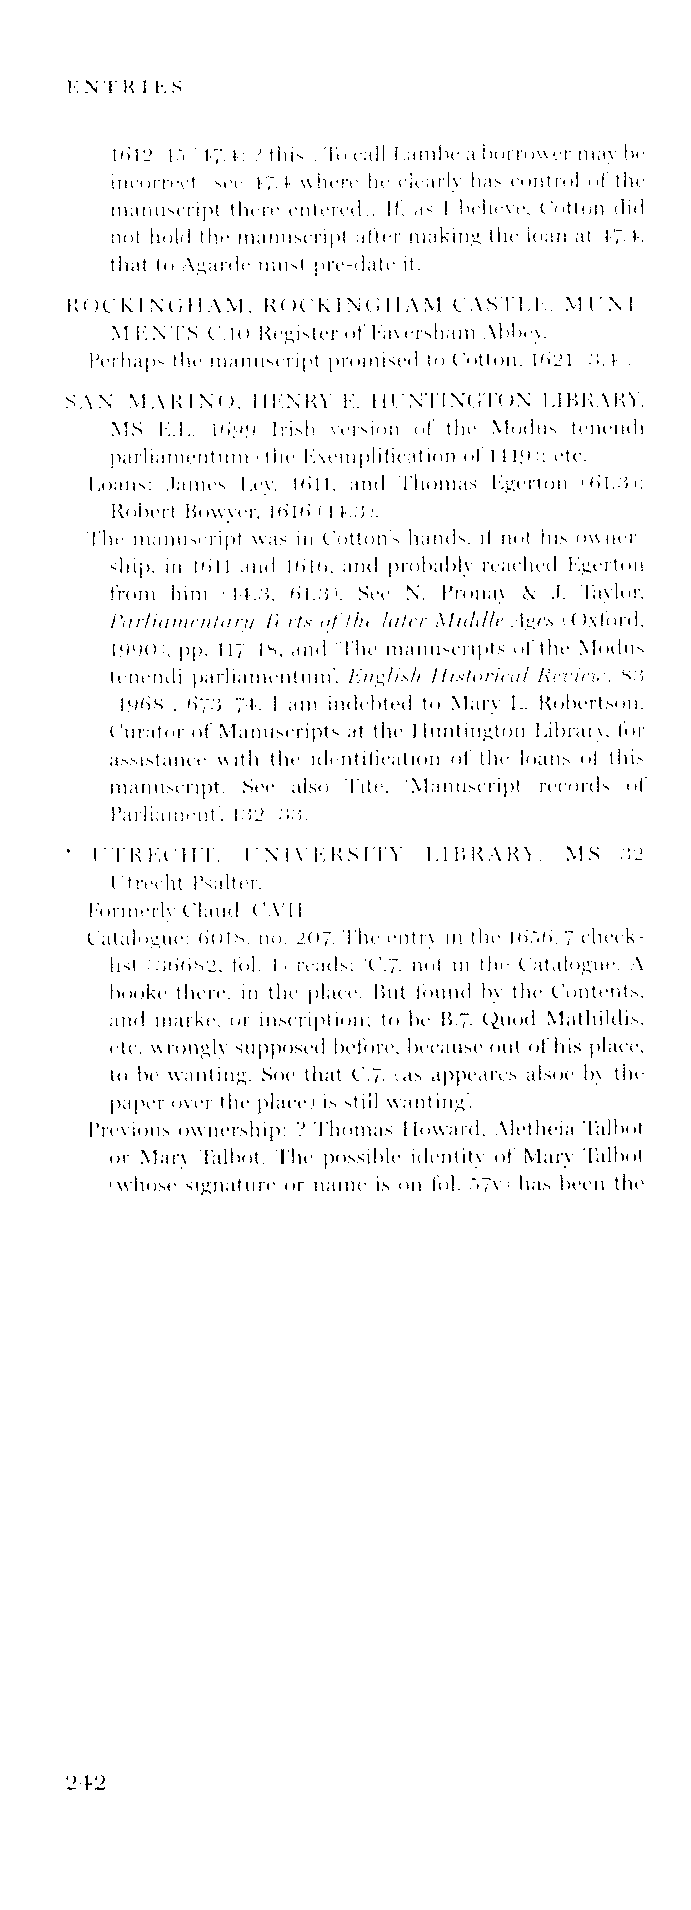 ENTRIES
1612–15 (47.4: ? this). To call Lambe a borrower may be
incorrect (see 47.4 where he clearly has control of the
manuscript there entered). If, as I believe, Cotton did
not hold the manuscript after making the loan at 47.4,
that to Agarde must pre-date it.
ROCKINGHAM, ROCKINGHAM CASTLE, MUNI-
MENTS C.10 Register of Faversham Abbey.
Perhaps the manuscript promised to Cotton, 1621 (3.4).
SAN MARINO, HENRY E. HUNTINGTON LIBRARY,
MS E.L. 1699 Irish version of the Modus tenendi
parliamentum (the Exemplification of 1419); etc.
Loans: James Ley, 1611, and Thomas Egerton (61.3);
Robert Bowyer, 1616 (14.3).
The manuscript was in Cotton's hands, if not his owner-
ship, in 1611 and 1616, and probably reached Egerton
from him (14.3, 61.3). See N. Pronay & J. Taylor,
Parliamentary Texts of the later Middle Ages (Oxford,
1990), pp. 117–18, and 'The manuscripts of the Modus
tenendi parliamentum', English Historical Review, 83
(1968), 673–74. I am indebted to Mary L. Robertson,
Curator of Manuscripts at the Huntington Library, for
assistance with the identification of the loans of this
manuscript. See also Tite, 'Manuscript records of
Parliament', 132–33.
* UTRECHT, UNIVERSITY LIBRARY, MS 32
Utrecht Psalter.
Formerly Claud. C.VII
Catalogue: 6018, no. 207. The entry in the 1656/7 check-
list (36682, fol. 1) reads: 'C.7. not in the Catalogue. A
booke there, in the place. But found by the Contents,
and marke, or inscription; to be B.7. Quod Mathildis,
etc. wrongly supposed before, because out of his place,
to be wanting. Soe that C.7. (as appeares alsoe by the
paper over the place) is still wanting'.
Previous ownership: ? Thomas Howard, Aletheia Talbot
or Mary Talbot. The possible identity of Mary Talbot
(whose signature or name is on fol. 57v) has been the
242